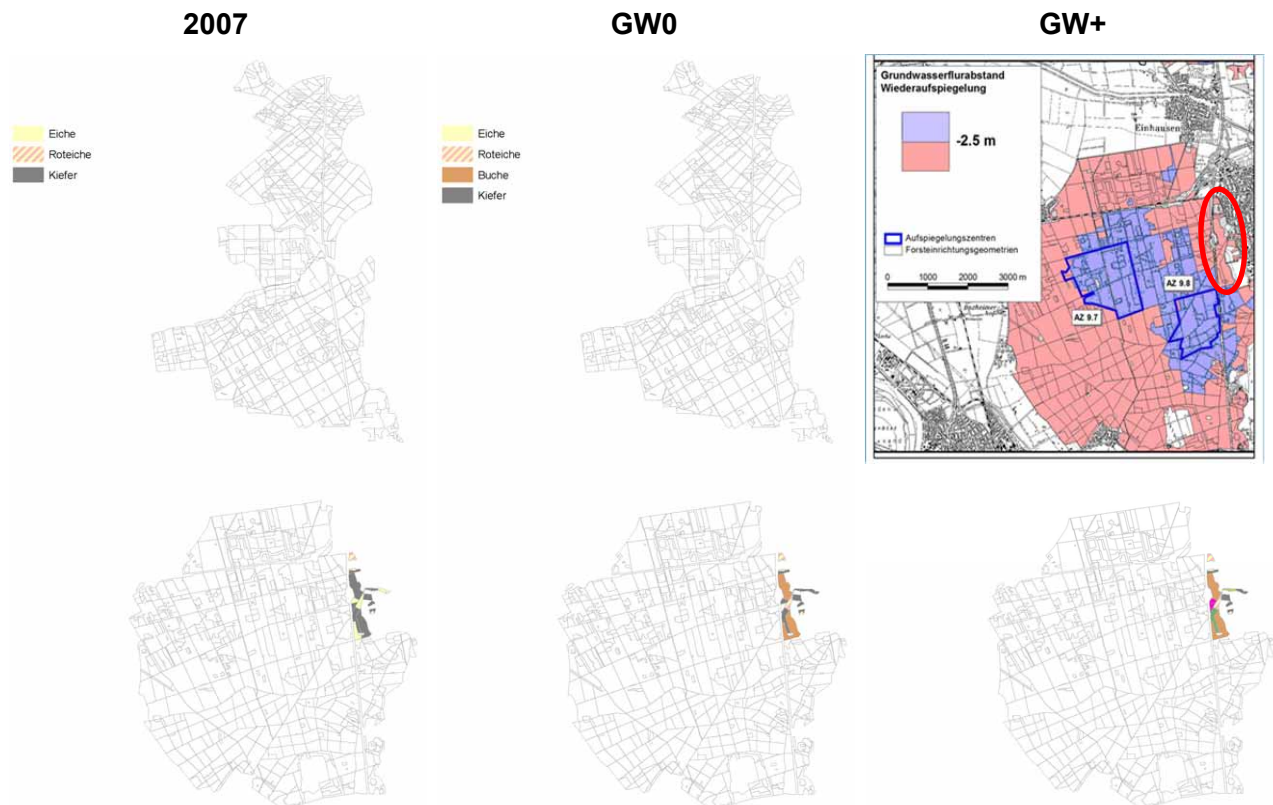 2007
GW0
GW+
Eiche
Roteiche
Kiefer
Eiche
Roteiche
Buche
Kiefer
Grundwasserflurabstand
Wiederaufspiegelung
-2.5 m
Aufspiegelungszentren
Forsteinrichtungsgeometrien
0 1000 2000 3000 m
Einhausen
AZ 9.8
AZ 9.7